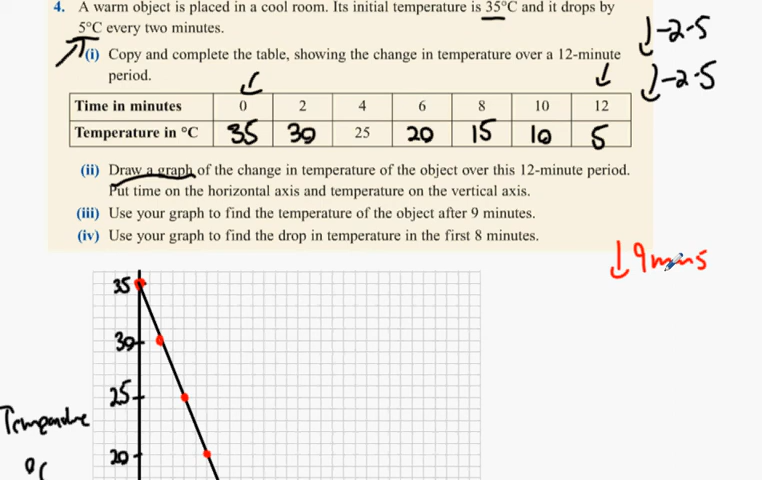 4. A warm object is placed in a cool room. Its initial temperature is 35°C and it drops by
5°C every two minutes.
↓-2.5
(i) Copy and complete the table, showing the change in temperature over a 12-minute
period.
↓-2.5
Time in minutes 0 2 4 6 8 10 12
Temperature in °C 35 30 25 20 15 10 5
(ii) Draw a graph of the change in temperature of the object over this 12-minute period.
Put time on the horizontal axis and temperature on the vertical axis.
(iii) Use your graph to find the temperature of the object after 9 minutes.
(iv) Use your graph to find the drop in temperature in the first 8 minutes.
↓9mins
35
30
25
20